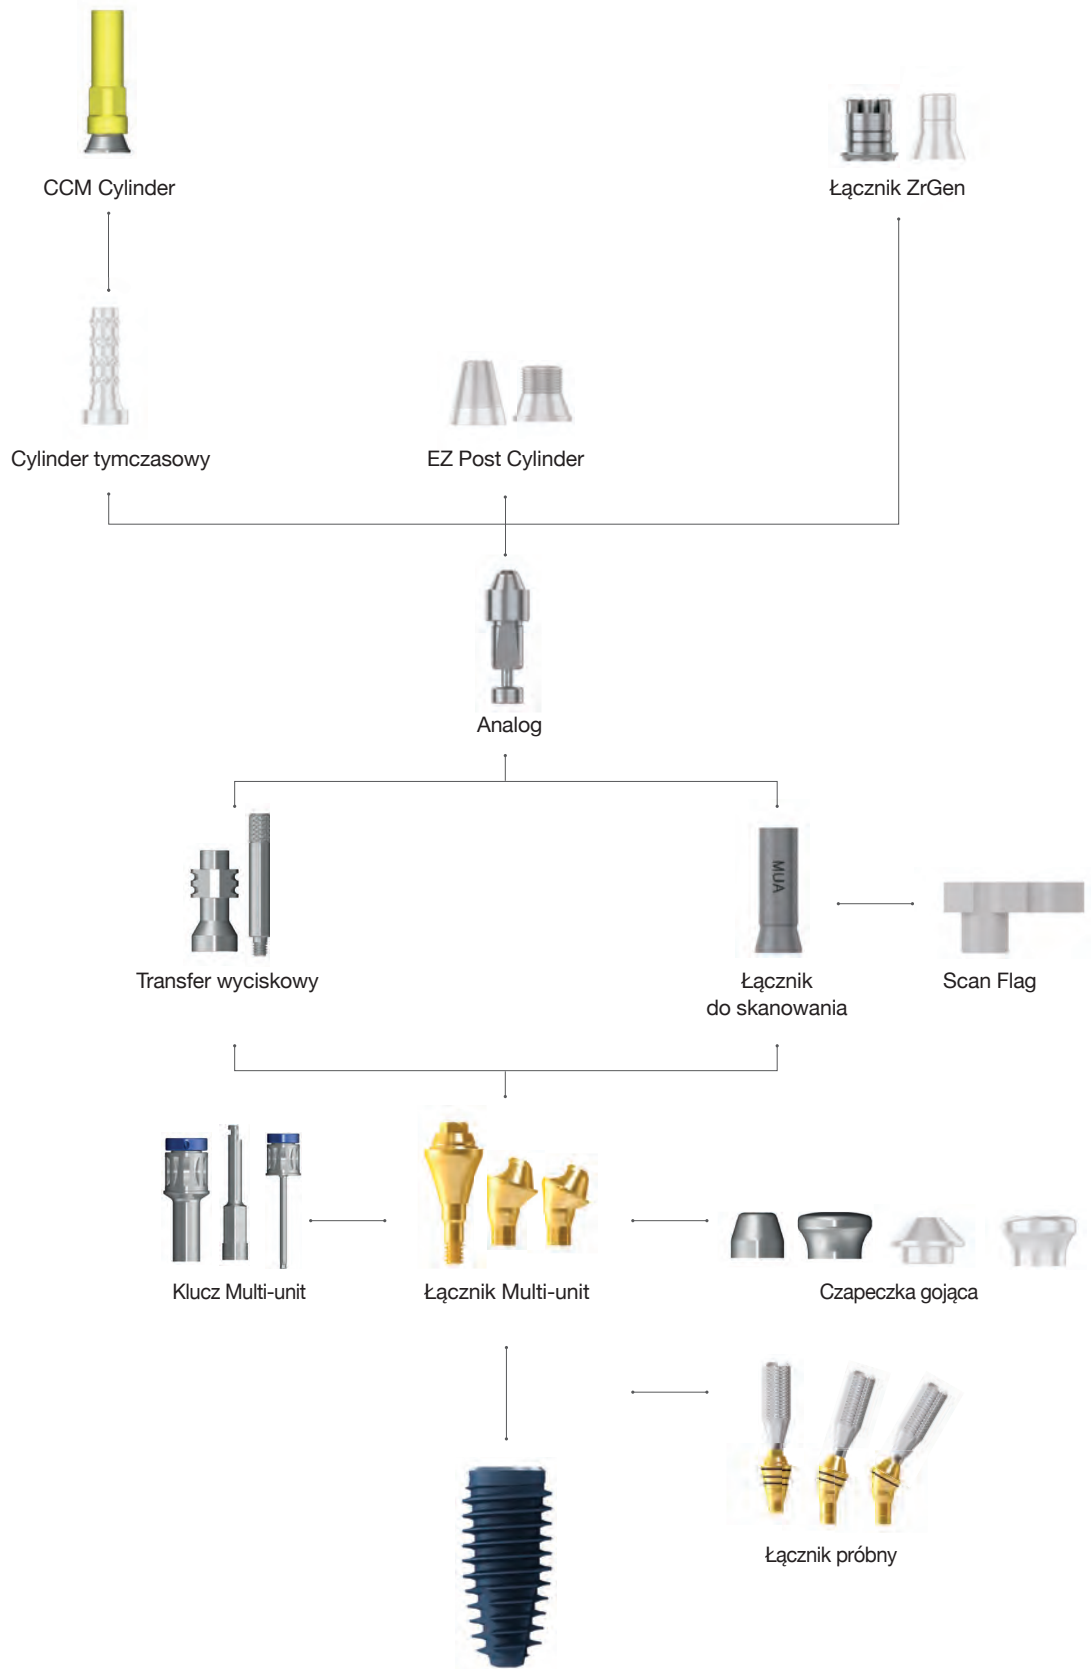 CCM Cylinder
Łącznik ZrGen
Cylinder tymczasowy
EZ Post Cylinder
Analog
MUA
Transfer wyciskowy
Łącznik
do skanowania
Scan Flag
Klucz Multi-unit
Łącznik Multi-unit
Czapeczka gojąca
Łącznik próbny